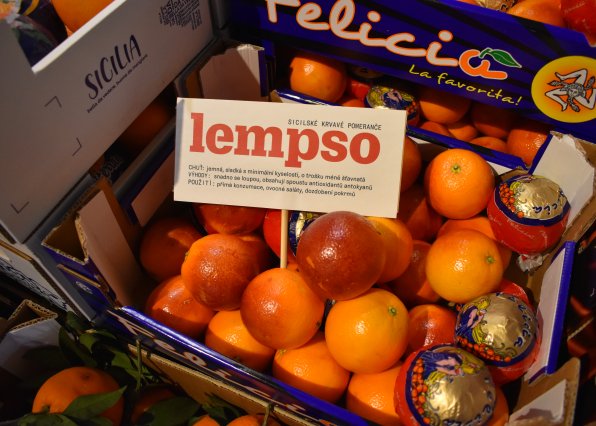 Felicia
La favorita!
SICILIA
SICILSKÉ KRVAVÉ POMERANČE
lempso
CHUŤ: jemná, sladká s minimální kyselostí, o trošku méně šťavnatá
VÝHODY: snadno se loupou, obsahují spoustu antioxidantů antokyanů
POUŽITÍ: přímá konzumace, ovocné saláty, dozdobení pokrmů